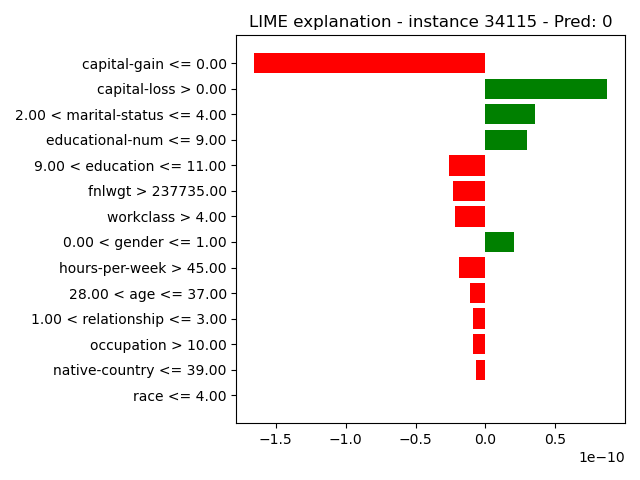 LIME explanation - instance 34115 - Pred: 0
capital-gain <= 0.00
capital-loss > 0.00
2.00 < marital-status <= 4.00
educational-num <= 9.00
9.00 < education <= 11.00
fnlwgt > 237735.00
workclass > 4.00
0.00 < gender <= 1.00
hours-per-week > 45.00
28.00 < age <= 37.00
1.00 < relationship <= 3.00
occupation > 10.00
native-country <= 39.00
race <= 4.00
−1.5 −1.0 −0.5 0.0 0.5
1e−10